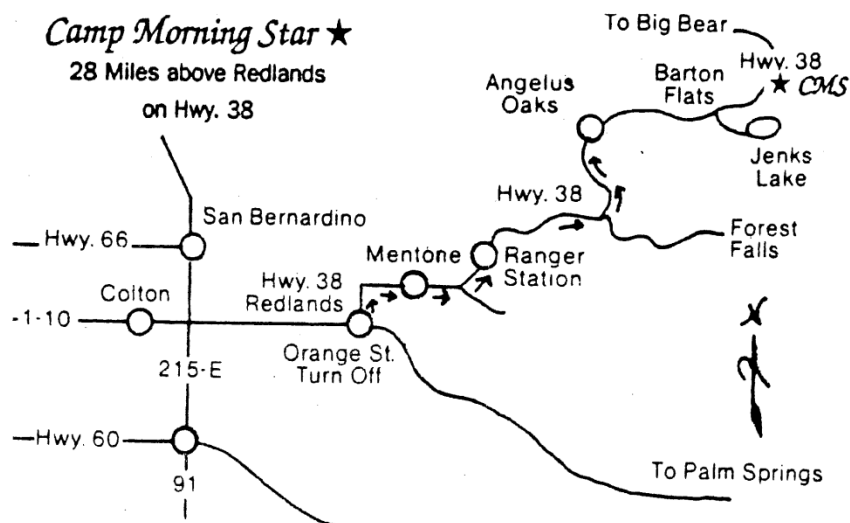 Camp Morning Star
28 Miles above Redlands
on Hwy. 38
To Big Bear
Hwy. 38
CMS
Barton
Flats
Angelus
Oaks
Jenks
Lake
Hwy. 38
San Bernardino
Hwy. 66
Mentone
Ranger
Station
Forest
Falls
Hwy. 38
Redlands
Colton
-1-10
Orange St.
Turn Off
215-E
Hwy. 60
91
To Palm Springs